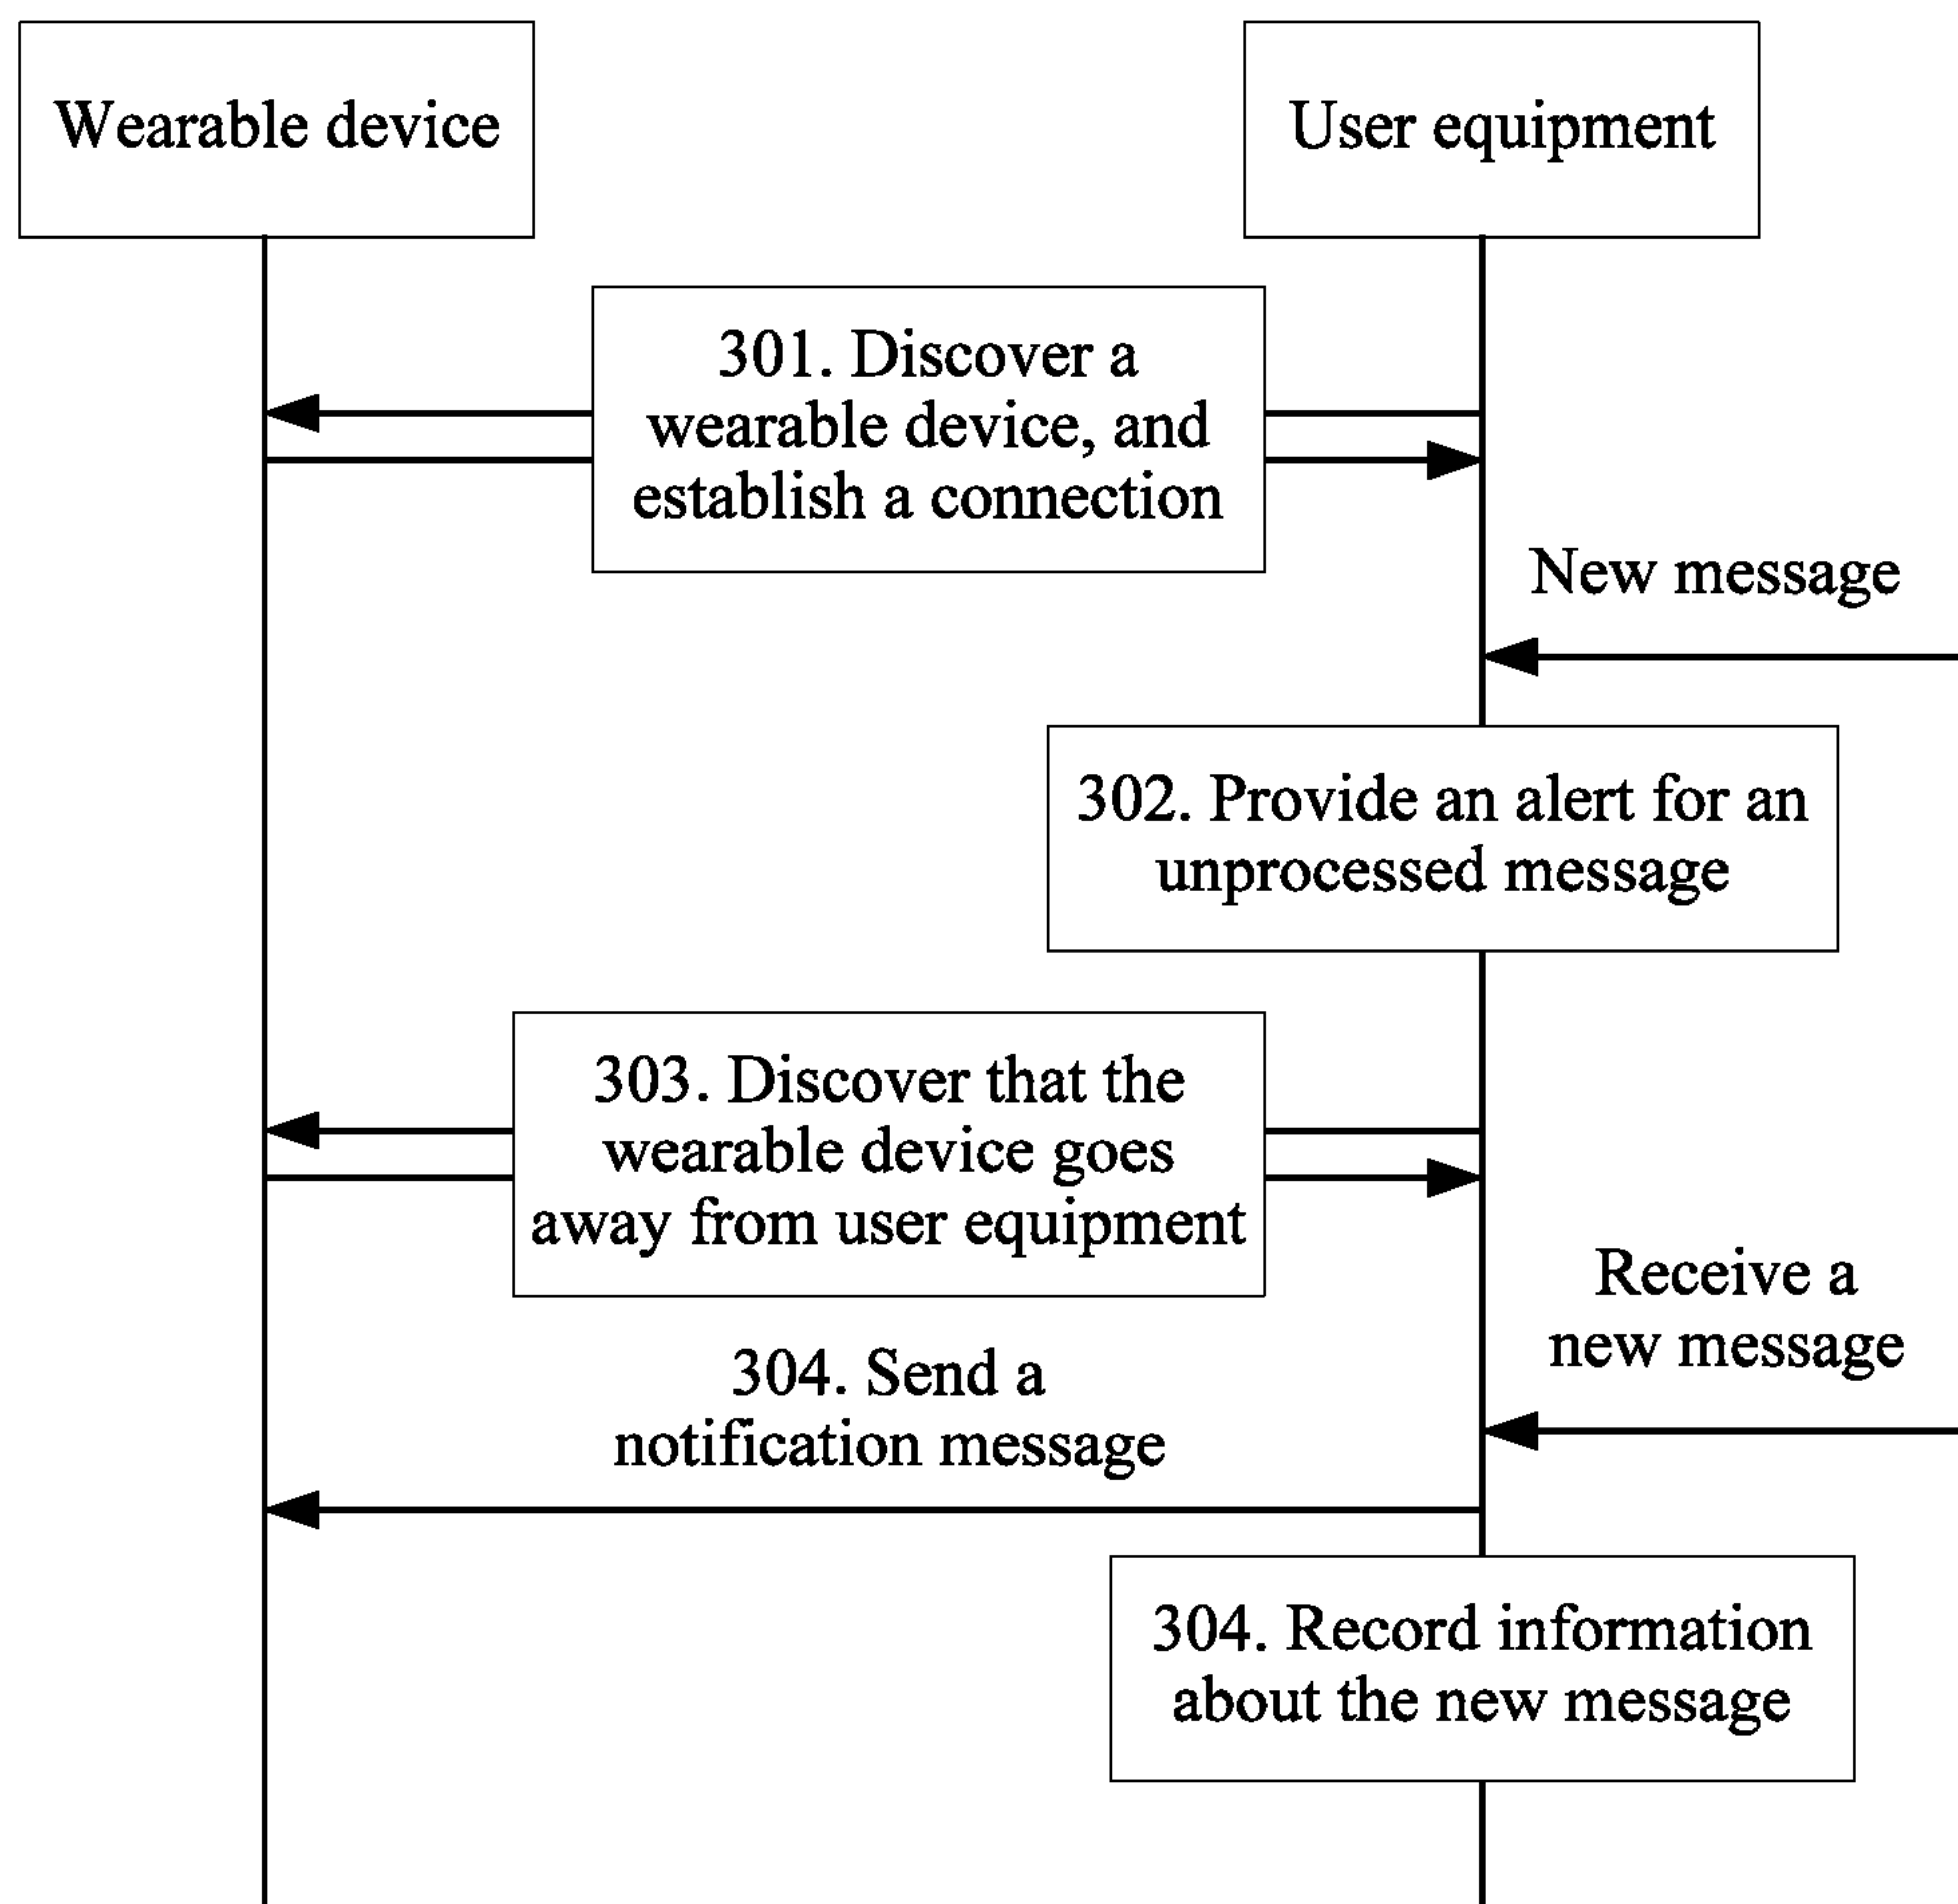 Wearable device
User equipment
301. Discover a
wearable device, and
establish a connection
New message
302. Provide an alert for an
unprocessed message
303. Discover that the
wearable device goes
away from user equipment
Receive a
new message
304. Send a
notification message
304. Record information
about the new message